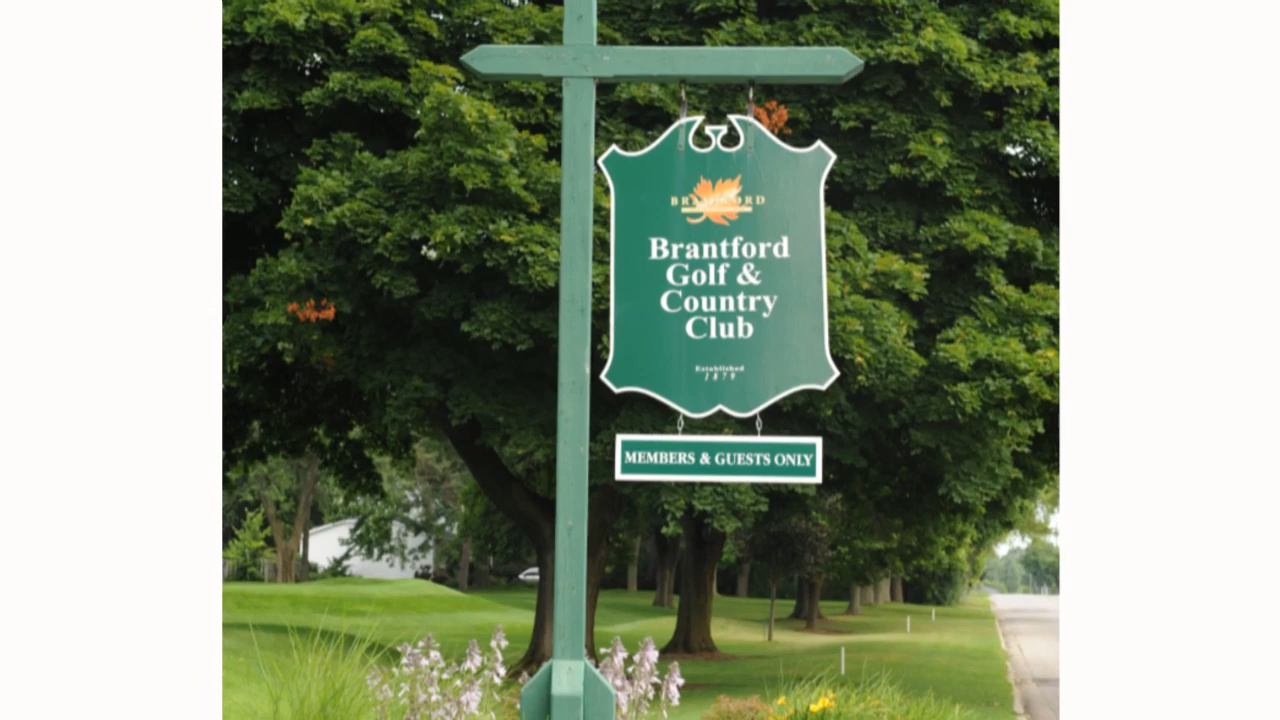 BRANTFORD
Brantford
Golf &
Country
Club
Established
1879
MEMBERS & GUESTS ONLY